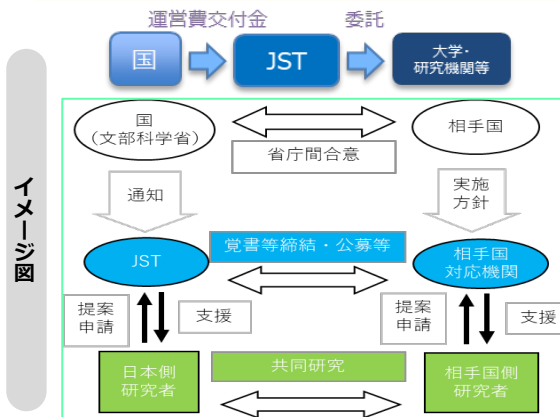 運営費交付金
委託
国
JST
大学・
研究機関等
イメージ図
国
(文部科学省)
相手国
省庁間合意
通知
実施
方針
JST
覚書等締結・公募等
相手国
対応機関
提案
申請
支援
提案
申請
支援
日本側
研究者
共同研究
相手国側
研究者